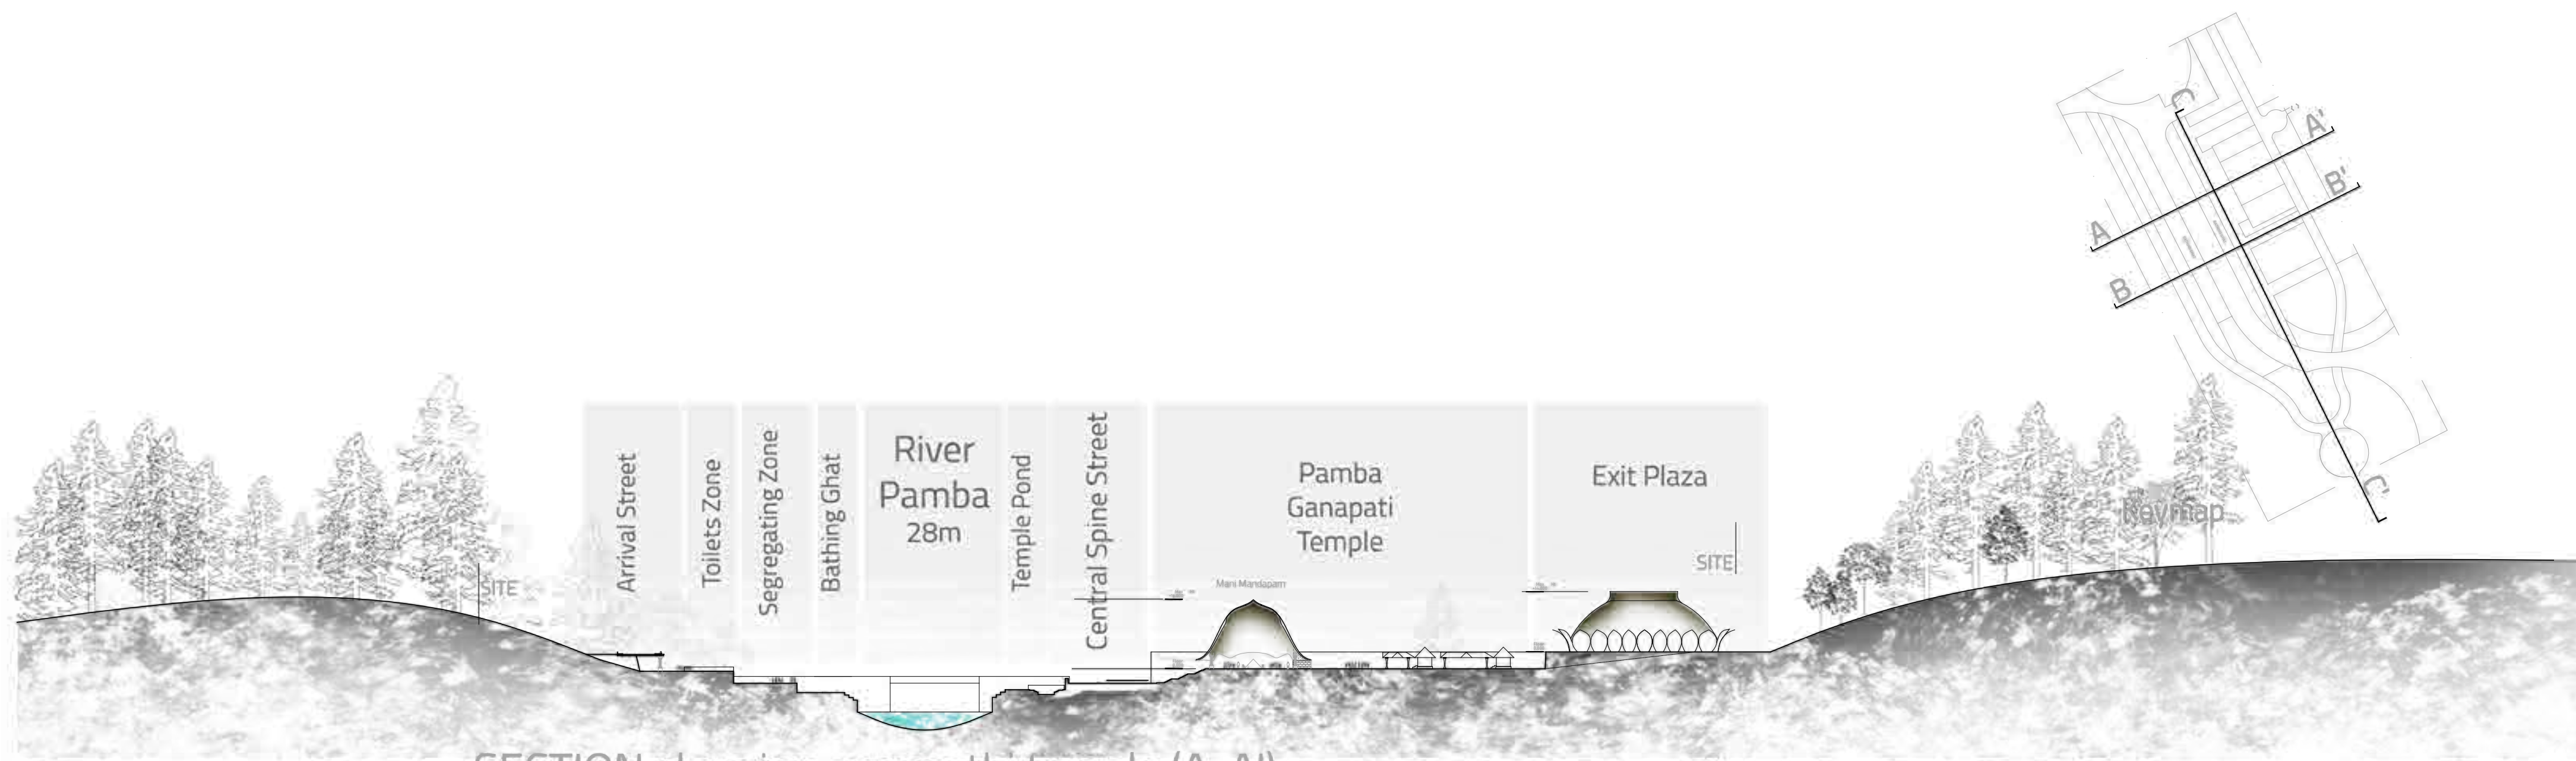 Arrival Street
Toilets Zone
Segregating Zone
Bathing Ghat
River
Pamba
28m
Temple Pond
Central Spine Street
Pamba
Ganapati
Temple
Exit Plaza
SITE
SITE
Mani Mandapam
C
A'
B'
A
B
C'
Keymap
SECTION
(A-A')